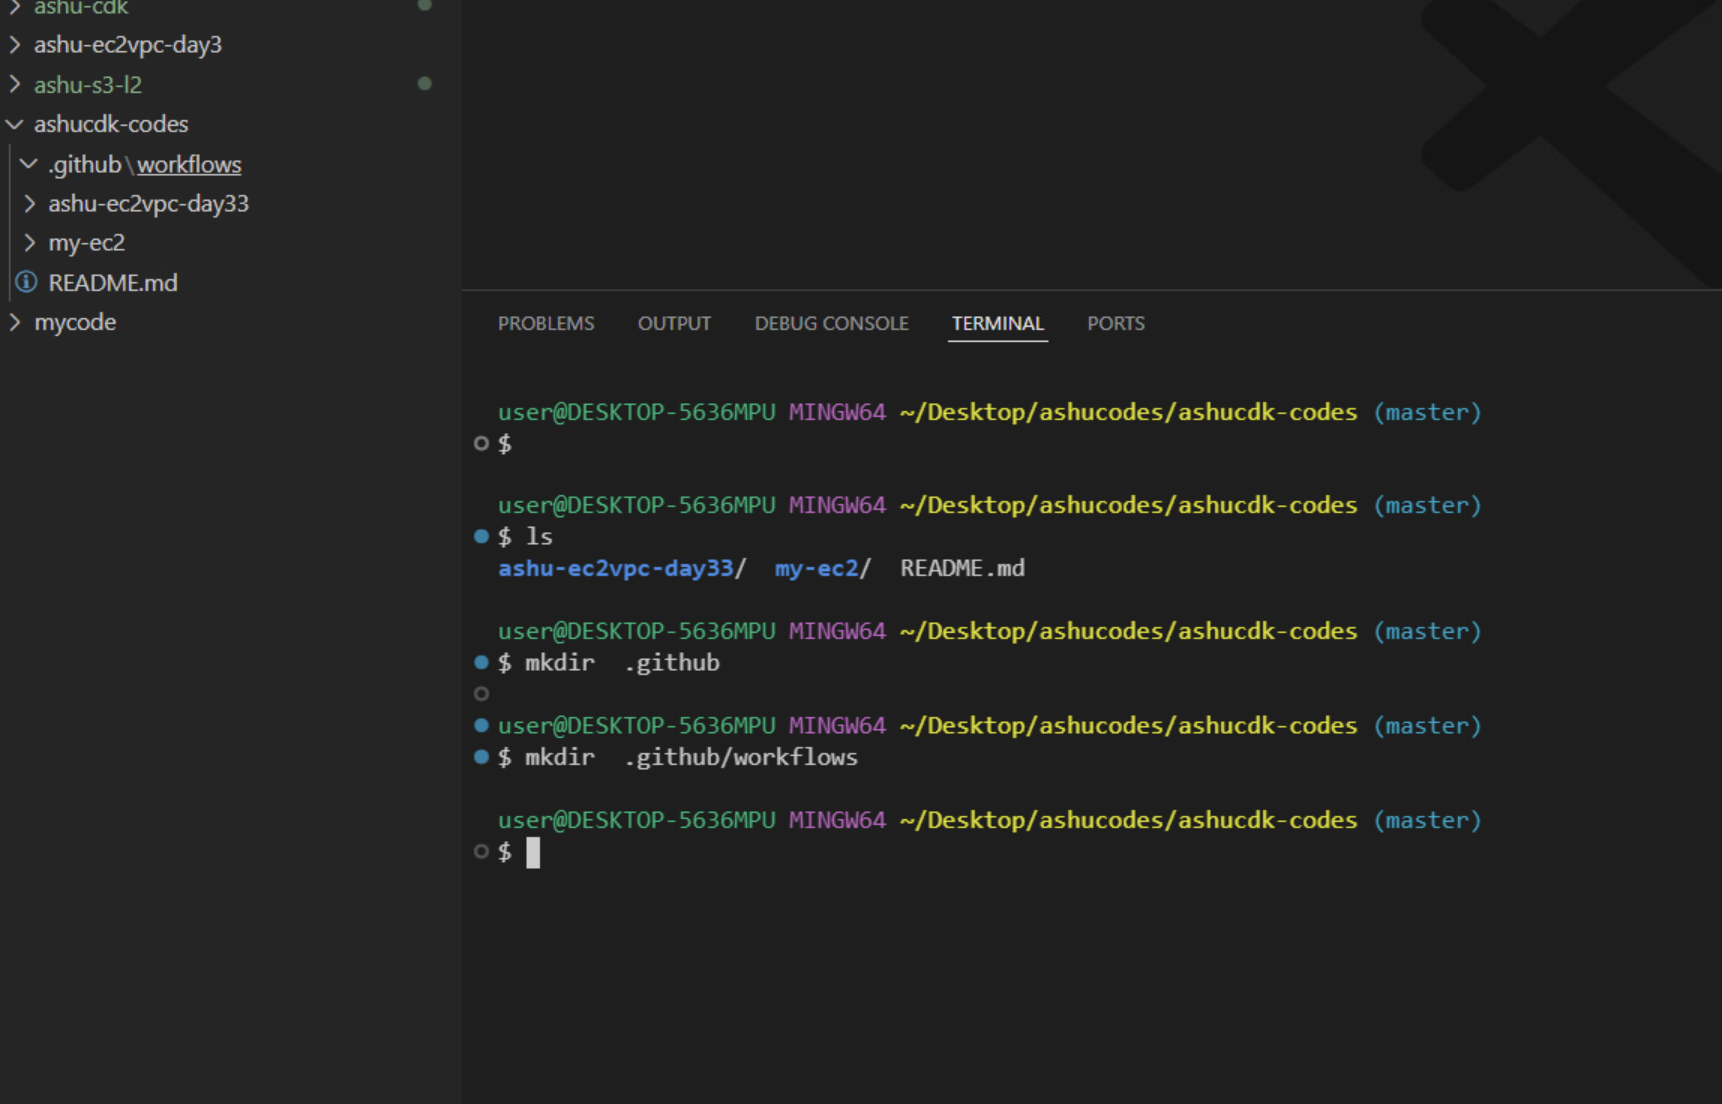 ashu-cdk
ashu-ec2vpc-day3
ashu-s3-l2
ashucdk-codes
.github\workflows
ashu-ec2vpc-day33
my-ec2
README.md
mycode
PROBLEMS OUTPUT DEBUG CONSOLE TERMINAL PORTS
user@DESKTOP-5636MPU MINGW64 ~/Desktop/ashucodes/ashucdk-codes (master)
$
user@DESKTOP-5636MPU MINGW64 ~/Desktop/ashucodes/ashucdk-codes (master)
$ ls
ashu-ec2vpc-day33/  my-ec2/  README.md
user@DESKTOP-5636MPU MINGW64 ~/Desktop/ashucodes/ashucdk-codes (master)
$ mkdir  .github
user@DESKTOP-5636MPU MINGW64 ~/Desktop/ashucodes/ashucdk-codes (master)
$ mkdir  .github/workflows
user@DESKTOP-5636MPU MINGW64 ~/Desktop/ashucodes/ashucdk-codes (master)
$